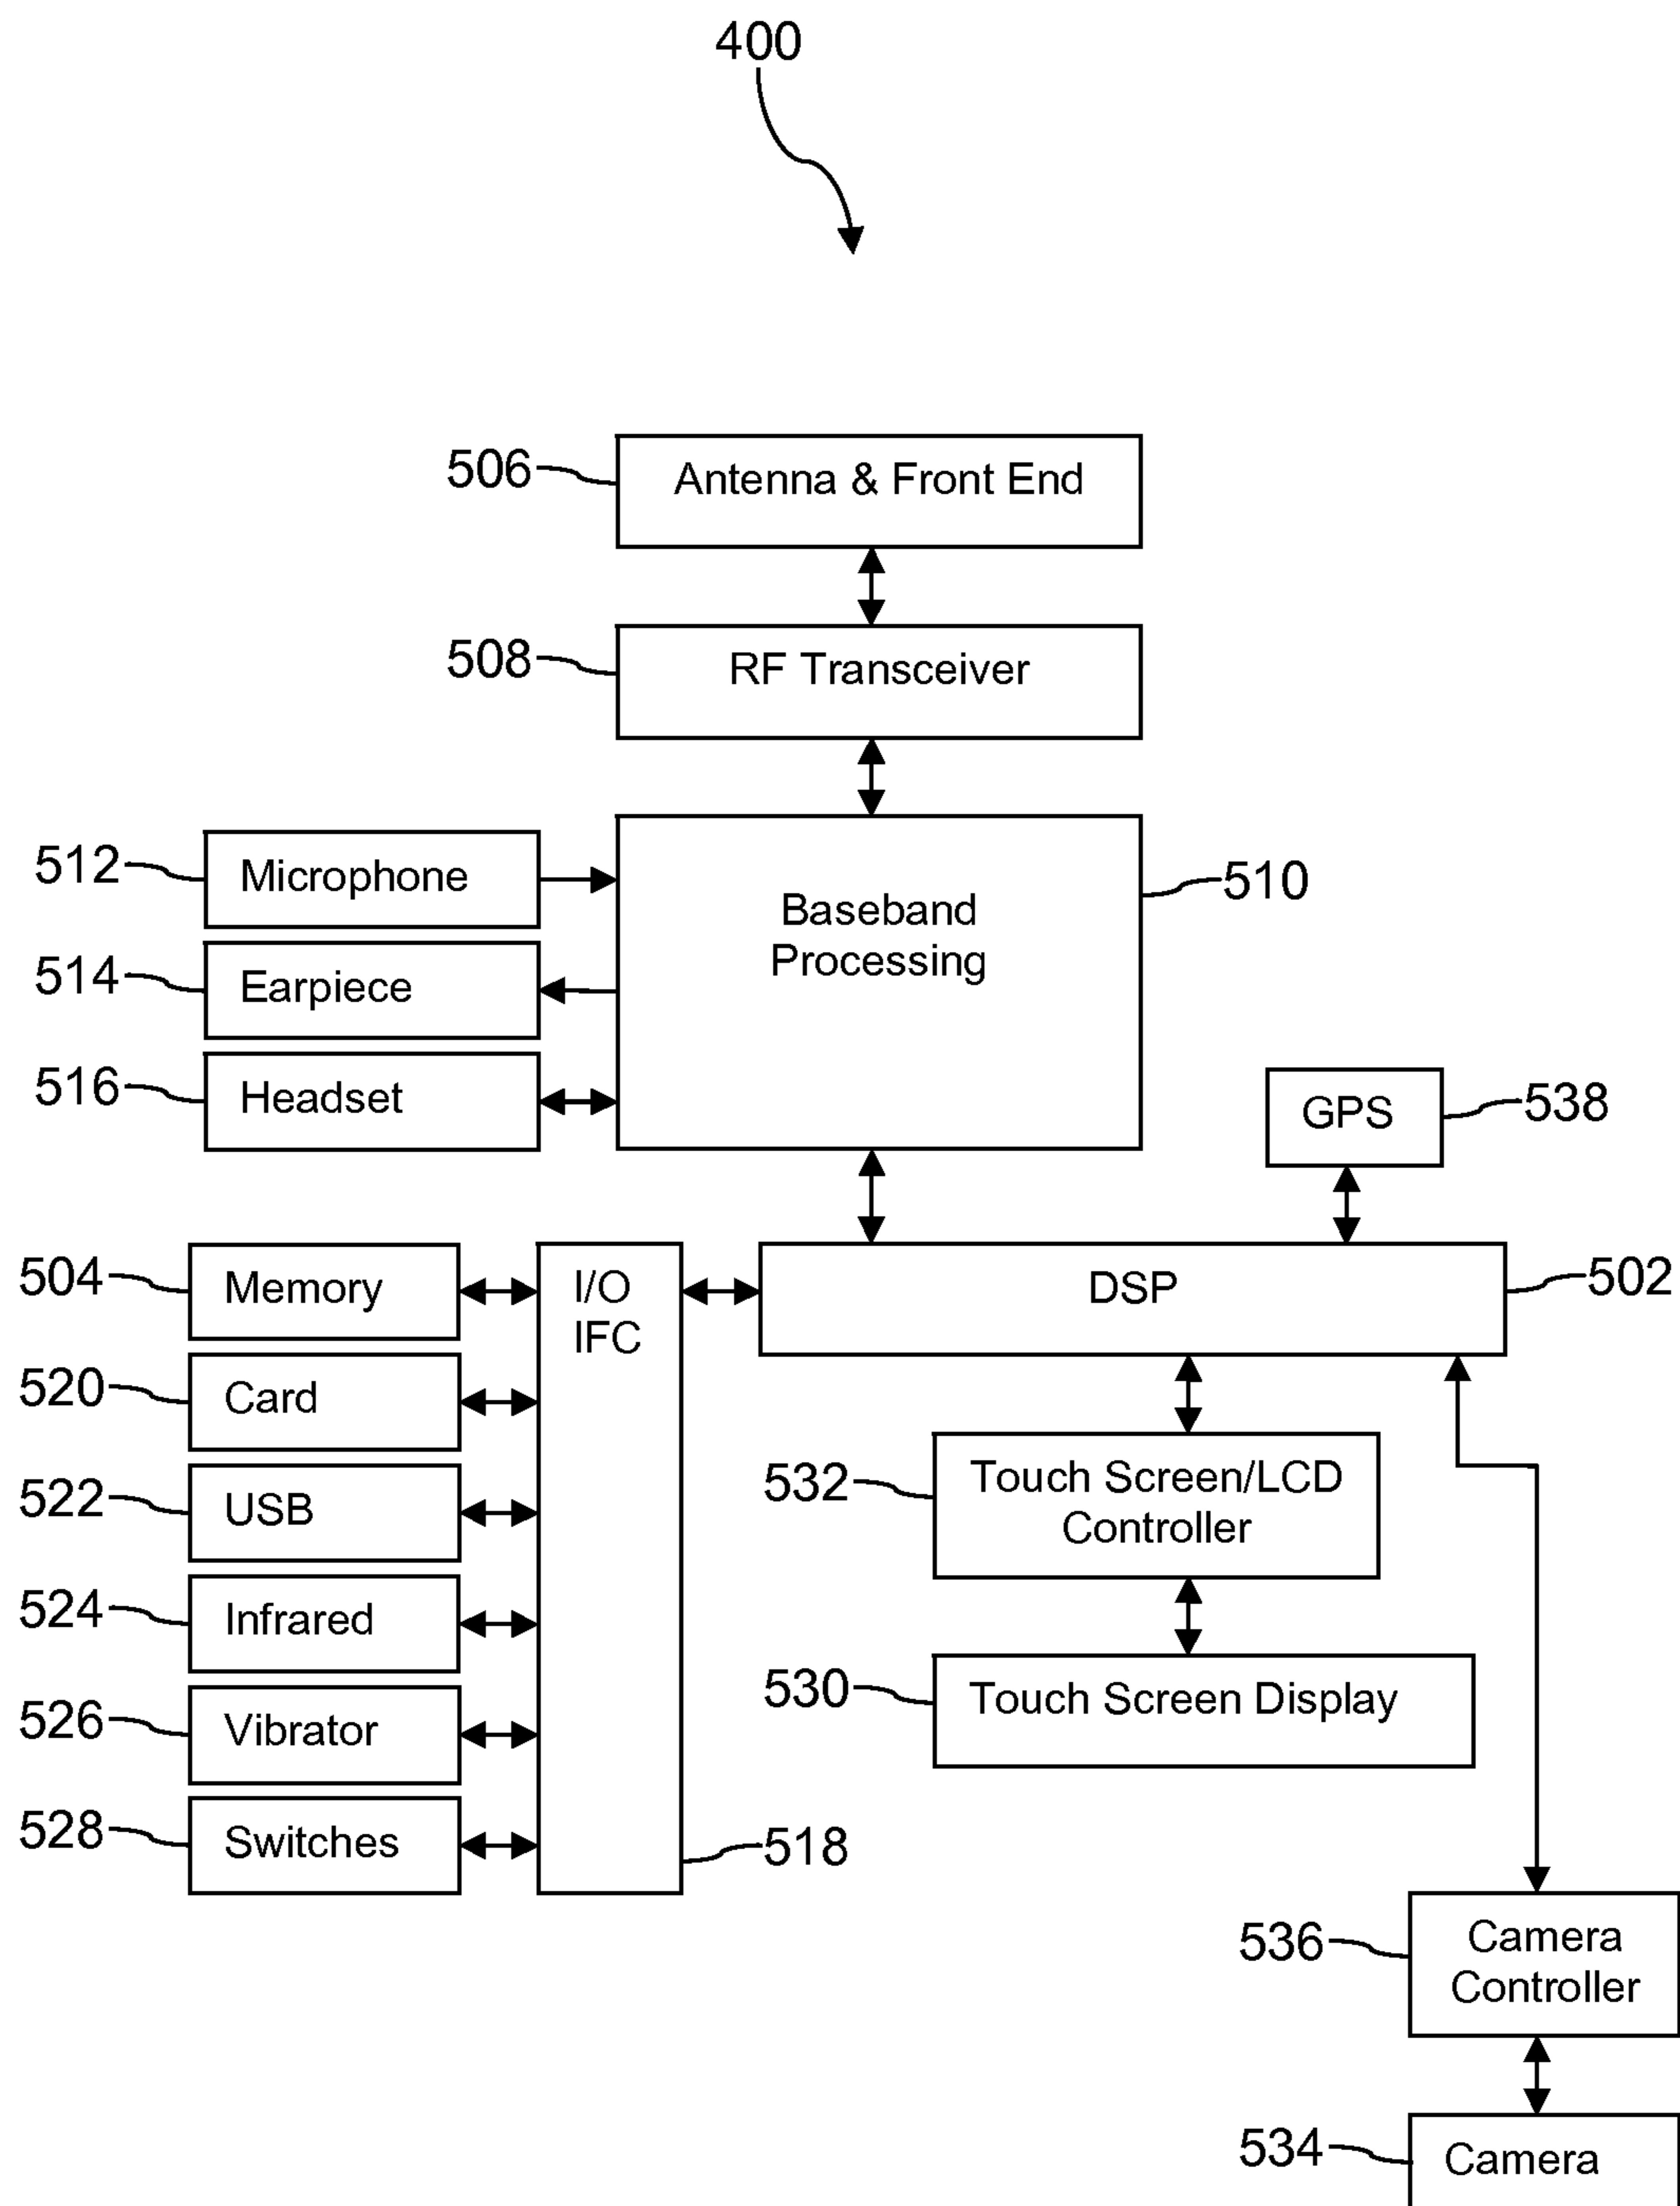 400
506
Antenna & Front End
508
RF Transceiver
512
Microphone
510
Baseband
Processing
514
Earpiece
516
Headset
GPS
538
504
Memory
I/O
IFC
DSP
502
520
Card
522
USB
532
Touch Screen/LCD
Controller
524
Infrared
526
Vibrator
530
Touch Screen Display
528
Switches
518
536
Camera
Controller
534
Camera